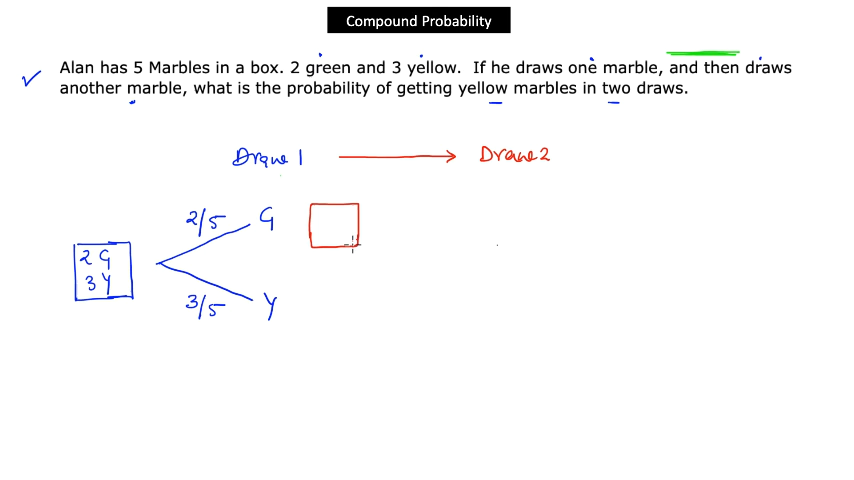 Compound Probability
Alan has 5 Marbles in a box. 2 green and 3 yellow. If he draws one marble, and then draws
another marble, what is the probability of getting yellow marbles in two draws.
Draw 1 Draw 2
2/5 G
2 G
3 Y
3/5 Y